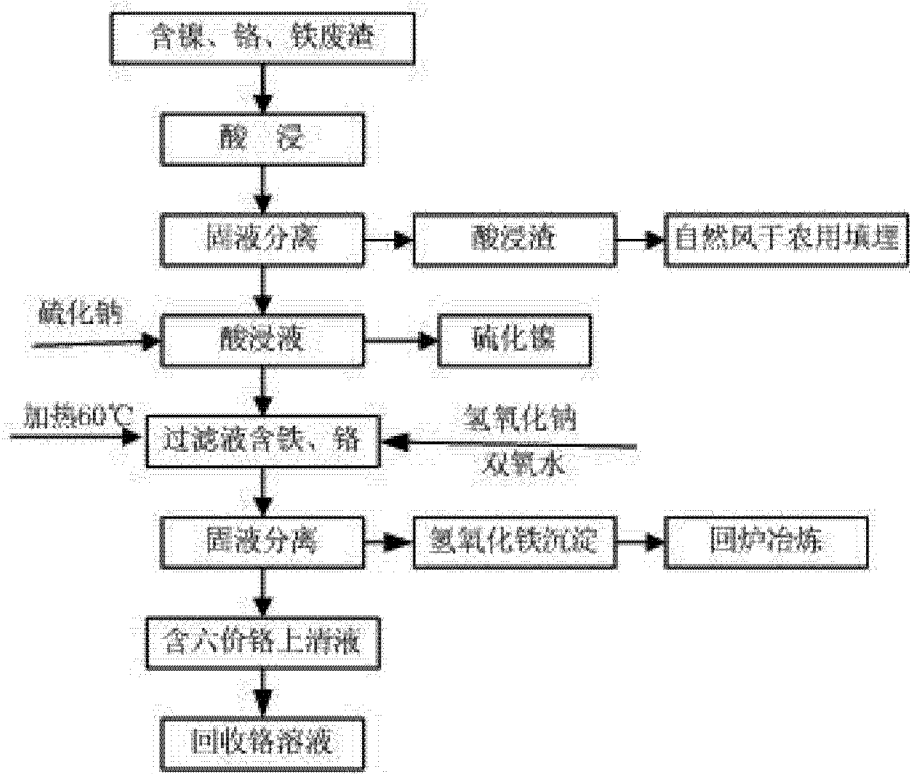 含镍、铬、铁废渣
酸 浸
固液分离
酸浸渣
自然风干农用填埋
硫化钠
酸浸液
硫化镍
加热60℃
过滤液含铁、铬
氢氧化钠
双氧水
固液分离
氢氧化铁沉淀
回炉冶炼
含六价铬上清液
回收铬溶液